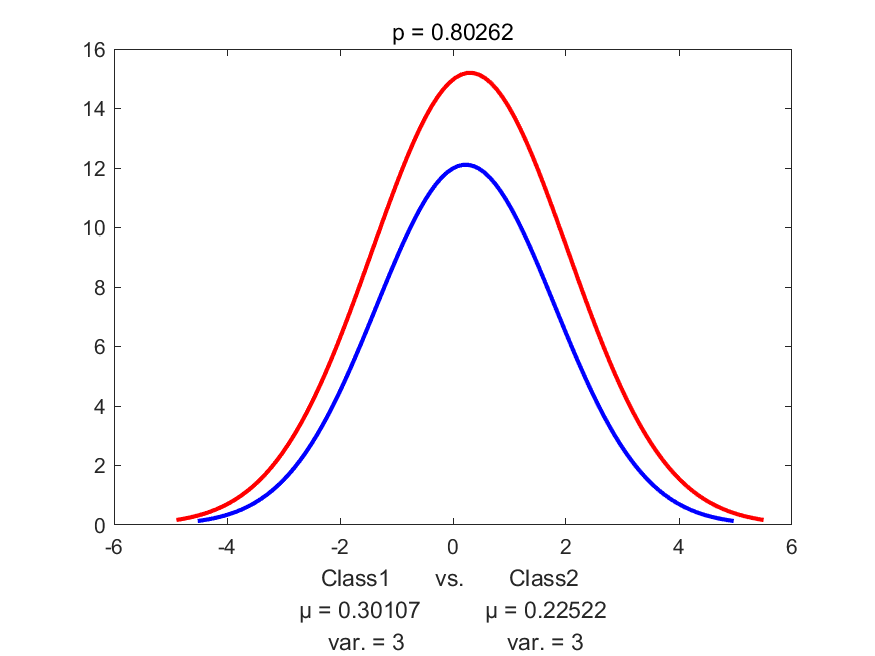 p = 0.80262
16
14
12
10
8
6
4
2
0
-6 -4 -2 0 2 4 6
Class1 vs. Class2
μ = 0.30107 μ = 0.22522
var. = 3 var. = 3